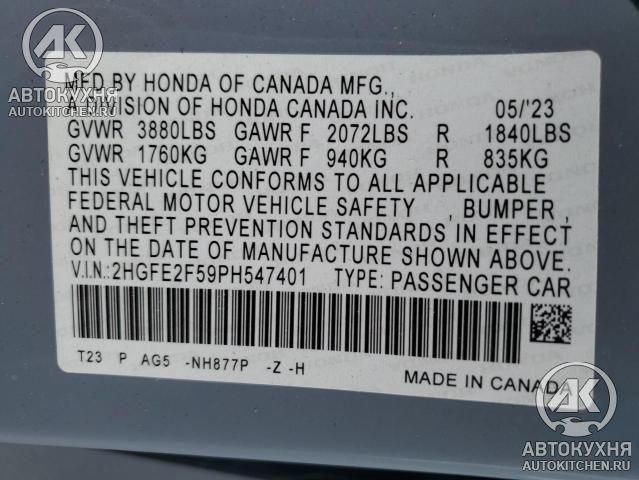 AK
АВТОКУХНЯ
AUTOKITCHEN.RU
MFD BY HONDA OF CANADA MFG.,
A DIVISION OF HONDA CANADA INC. 05/'23
GVWR 3880LBS GAWR F 2072LBS R 1840LBS
GVWR 1760KG GAWR F 940KG R 835KG
THIS VEHICLE CONFORMS TO ALL APPLICABLE
FEDERAL MOTOR VEHICLE SAFETY , BUMPER ,
AND THEFT PREVENTION STANDARDS IN EFFECT
ON THE DATE OF MANUFACTURE SHOWN ABOVE.
V.I.N.:2HGFE2F59PH547401 TYPE: PASSENGER CAR
T23 P AG5 -NH877P -Z -H
MADE IN CANADA
AK
АВТОКУХНЯ
AUTOKITCHEN.RU